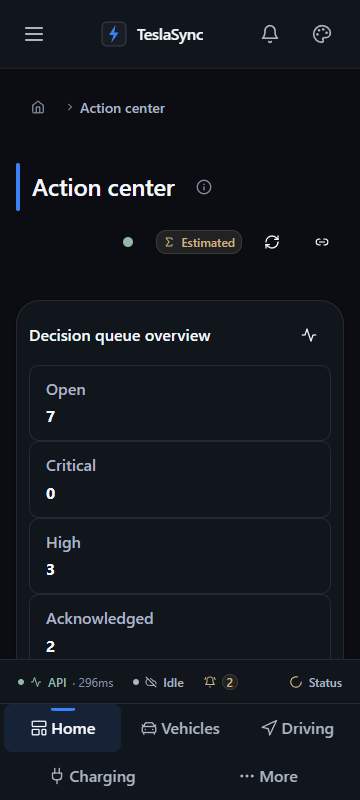 TeslaSync
Action center
Action center
Estimated
Decision queue overview
Open
7
Critical
0
High
3
Acknowledged
2
API · 296ms Idle 2 Status
Home Vehicles Driving
Charging More